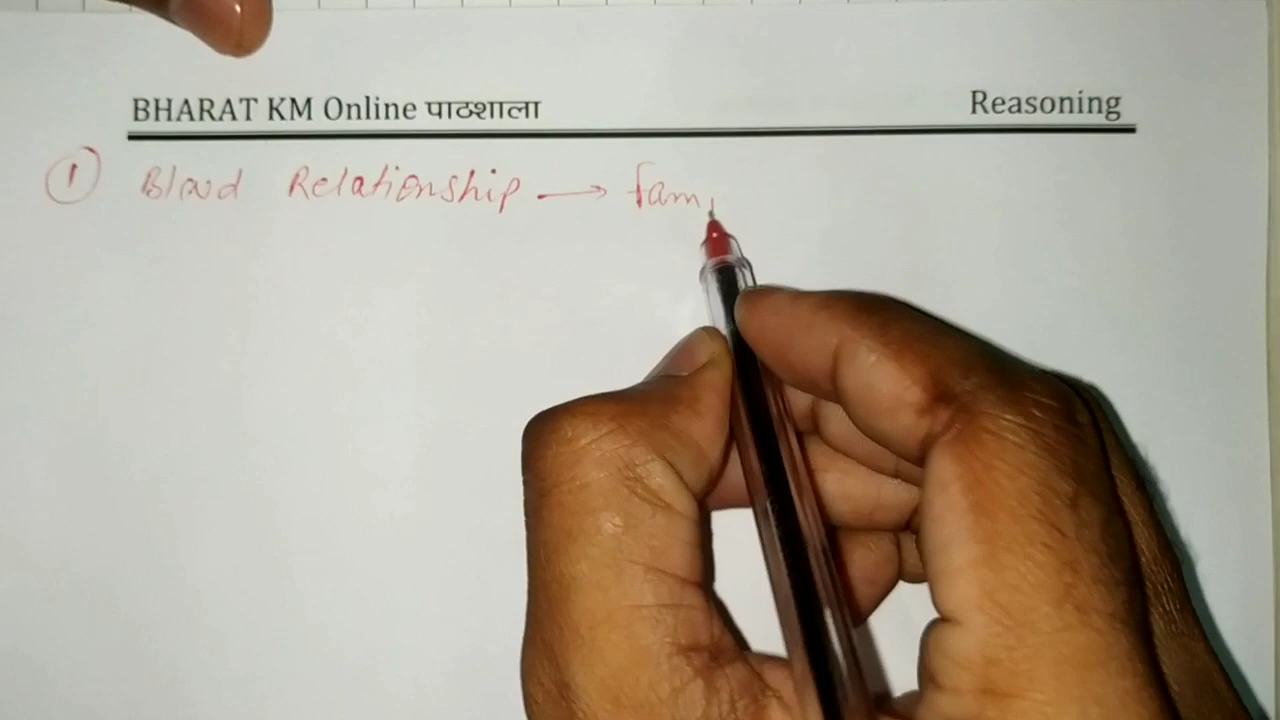 BHARAT KM Online पाठशाला Reasoning
① Blood Relationship → fam